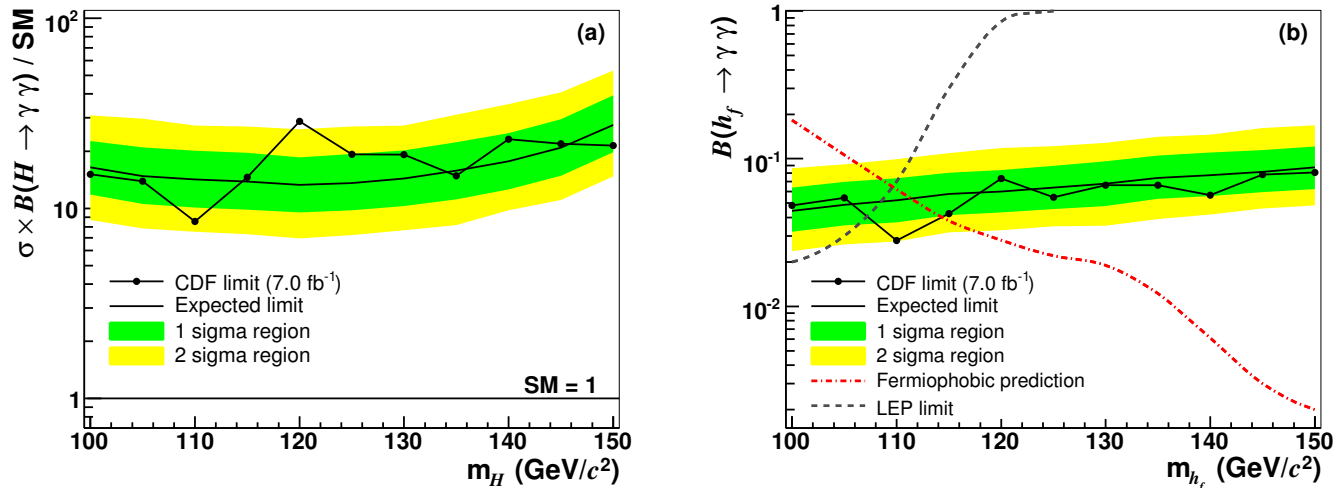 (a)
σ × B(H → γ γ) / SM
10²
10
1
CDF limit (7.0 fb⁻¹)
Expected limit
1 sigma region
2 sigma region
SM = 1
100 110 120 130 140 150
m_H (GeV/c²)
(b)
B(h_f → γ γ)
1
10⁻¹
10⁻²
CDF limit (7.0 fb⁻¹)
Expected limit
1 sigma region
2 sigma region
Fermiophobic prediction
LEP limit
100 110 120 130 140 150
m_{h_f} (GeV/c²)